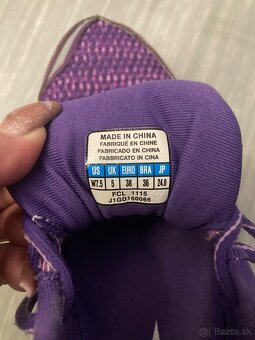 MADE IN CHINA
FABRIQUÉ EN CHINE
FABRICADO EN CHINA
FABBRICATO IN CINA
US UK EURO BRA JP
W7.5 5 38 36 24.0
FCL 1115
J1GD160066
© Bazos.sk